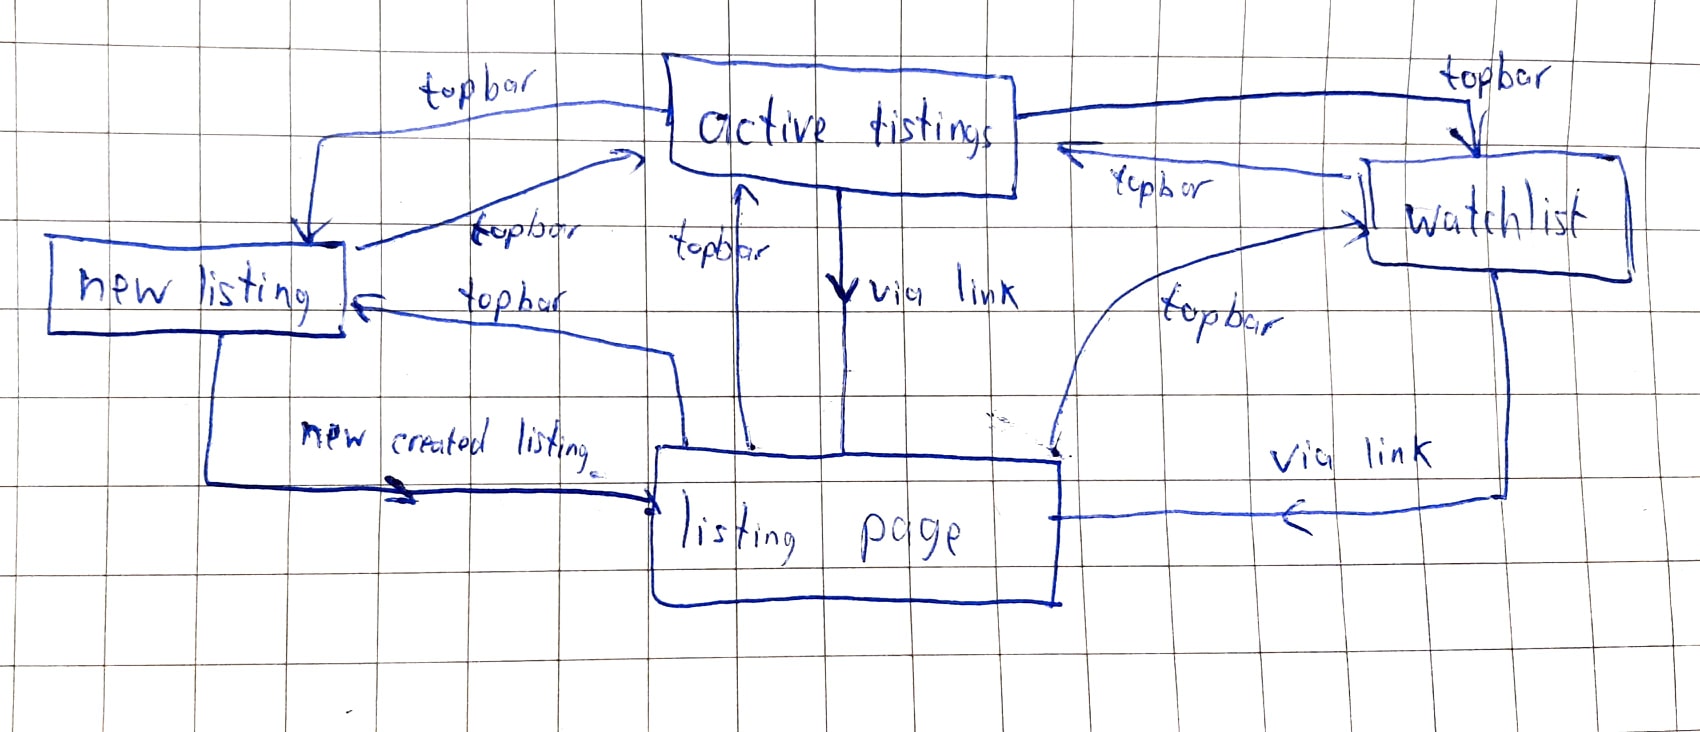 topbar
topbar
active listings
topbar
watchlist
topbar
topbar
new listing
topbar
via link
topbar
new created listing
via link
listing page